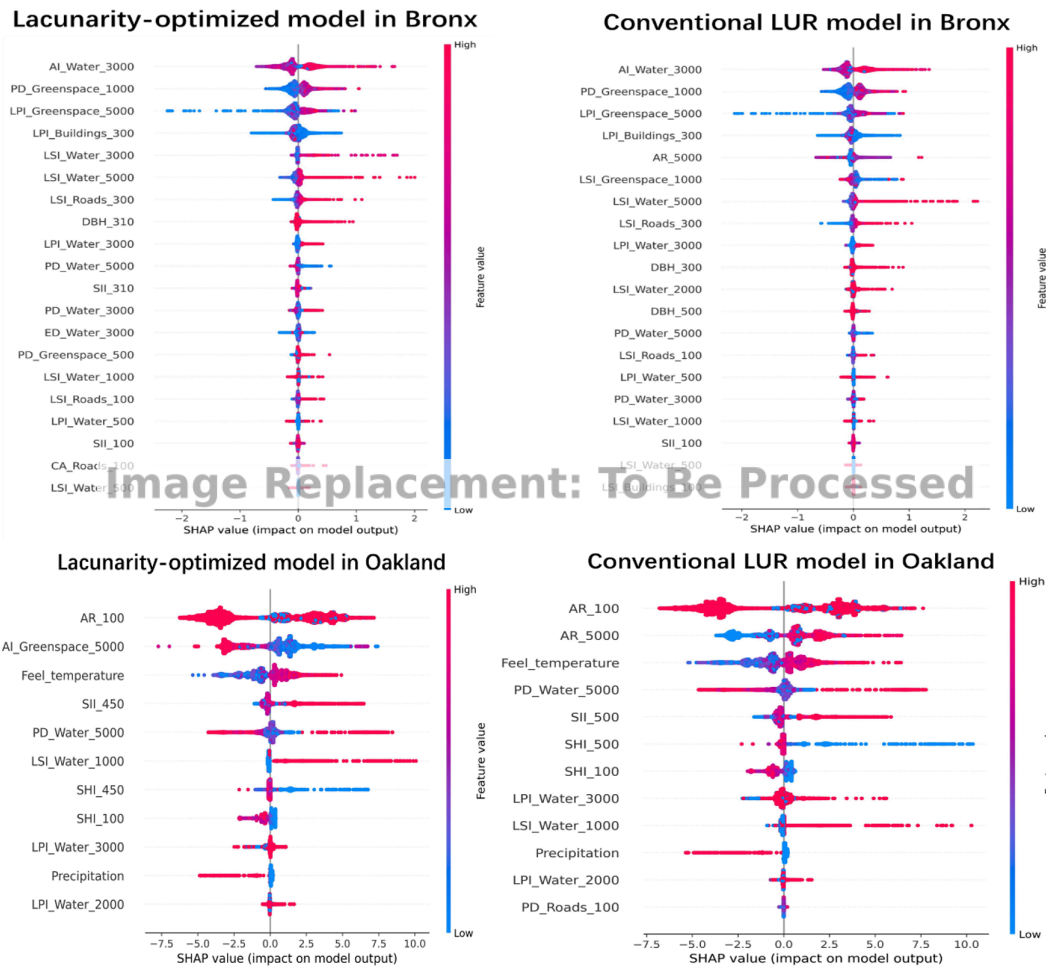 Lacunarity-optimized model in Bronx
High
AI_Water_3000
PD_Greenspace_1000
LPI_Greenspace_5000
LPI_Buildings_300
LSI_Water_3000
LSI_Water_5000
LSI_Roads_300
DBH_310
LPI_Water_3000
PD_Water_5000
SII_310
PD_Water_3000
ED_Water_3000
PD_Greenspace_500
LSI_Water_1000
LSI_Roads_100
LPI_Water_500
SII_100
CA_Roads_100
LSI_Water_500
Feature value
Low
−2 −1 0 1 2
SHAP value (impact on model output)
Conventional LUR model in Bronx
High
AI_Water_3000
PD_Greenspace_1000
LPI_Greenspace_5000
LPI_Buildings_300
AR_5000
LSI_Greenspace_1000
LSI_Water_5000
LSI_Roads_300
LPI_Water_3000
DBH_300
LSI_Water_2000
DBH_500
PD_Water_5000
LSI_Roads_100
LPI_Water_500
PD_Water_3000
LSI_Water_1000
SII_100
LSI_Water_500
LSI_Buildings_100
Feature value
Low
−2 −1 0 1 2
SHAP value (impact on model output)
Image Replacement: To Be Processed
Lacunarity-optimized model in Oakland
High
AR_100
AI_Greenspace_5000
Feel_temperature
SII_450
PD_Water_5000
LSI_Water_1000
SHI_450
SHI_100
LPI_Water_3000
Precipitation
LPI_Water_2000
Feature value
Low
−7.5 −5.0 −2.5 0.0 2.5 5.0 7.5 10.0
SHAP value (impact on model output)
Conventional LUR model in Oakland
High
AR_100
AR_5000
Feel_temperature
PD_Water_5000
SII_500
SHI_500
SHI_100
LPI_Water_3000
LSI_Water_1000
Precipitation
LPI_Water_2000
PD_Roads_100
Low
−7.5 −5.0 −2.5 0.0 2.5 5.0 7.5 10.0
SHAP value (impact on model output)